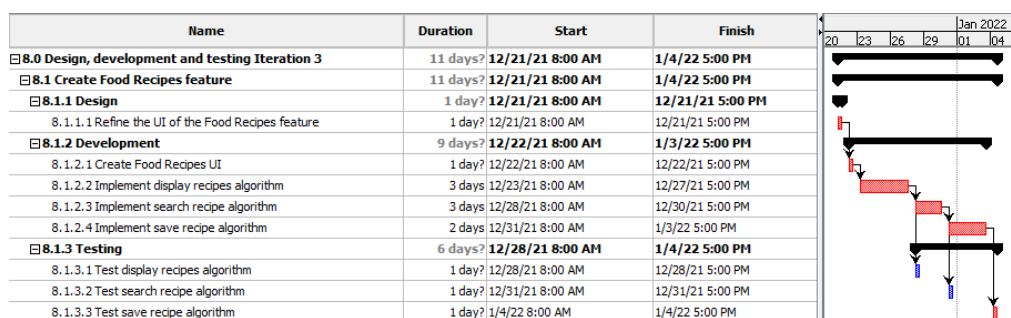 Name Duration Start Finish Jan 2022
20 23 26 29 01 04
8.0 Design, development and testing Iteration 3 11 days? 12/21/21 8:00 AM 1/4/22 5:00 PM
8.1 Create Food Recipes feature 11 days? 12/21/21 8:00 AM 1/4/22 5:00 PM
8.1.1 Design 1 day? 12/21/21 8:00 AM 12/21/21 5:00 PM
8.1.1.1 Refine the UI of the Food Recipes feature 1 day? 12/21/21 8:00 AM 12/21/21 5:00 PM
8.1.2 Development 9 days? 12/22/21 8:00 AM 1/3/22 5:00 PM
8.1.2.1 Create Food Recipes UI 1 day? 12/22/21 8:00 AM 12/22/21 5:00 PM
8.1.2.2 Implement display recipes algorithm 3 days 12/23/21 8:00 AM 12/27/21 5:00 PM
8.1.2.3 Implement search recipe algorithm 3 days 12/28/21 8:00 AM 12/30/21 5:00 PM
8.1.2.4 Implement save recipe algorithm 2 days 12/31/21 8:00 AM 1/3/22 5:00 PM
8.1.3 Testing 6 days? 12/28/21 8:00 AM 1/4/22 5:00 PM
8.1.3.1 Test display recipes algorithm 1 day? 12/28/21 8:00 AM 12/28/21 5:00 PM
8.1.3.2 Test search recipe algorithm 1 day? 12/31/21 8:00 AM 12/31/21 5:00 PM
8.1.3.3 Test save recipe algorithm 1 day? 1/4/22 8:00 AM 1/4/22 5:00 PM